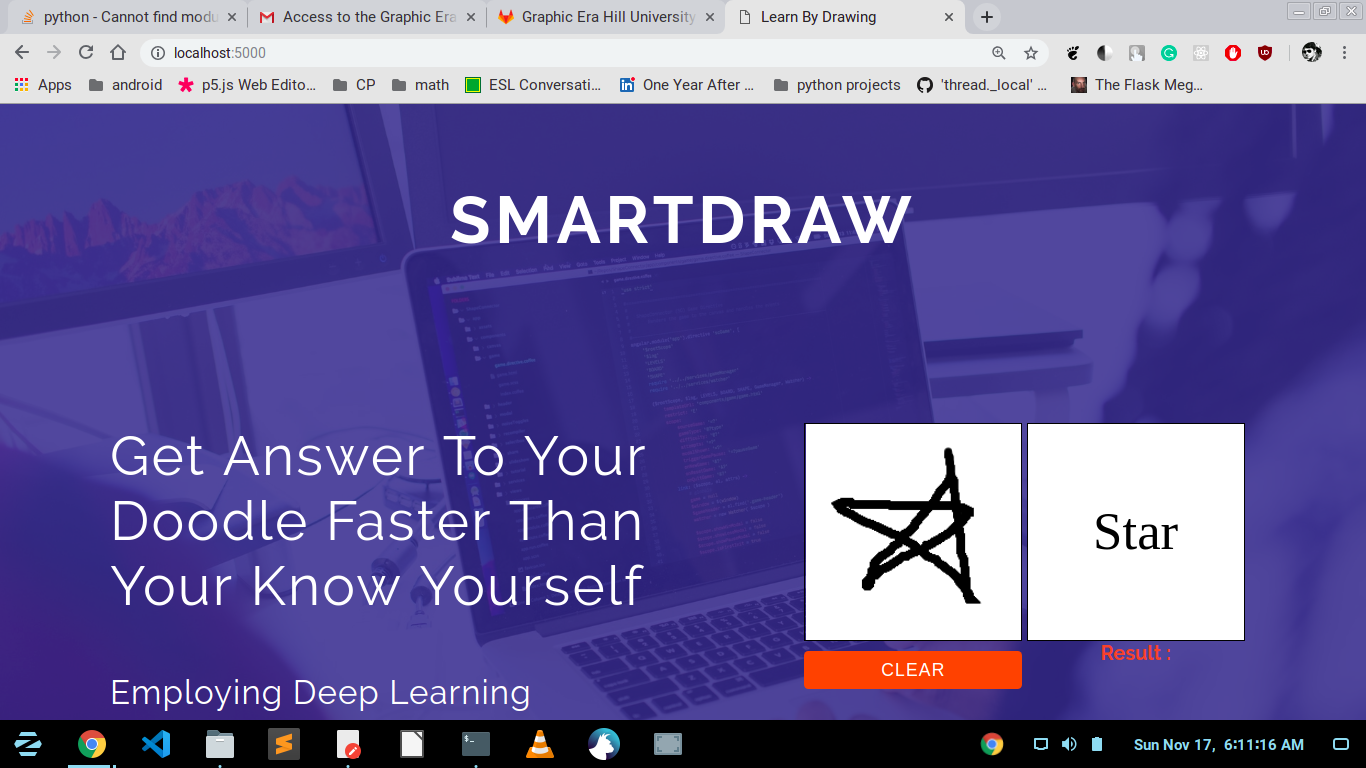 python - Cannot find modu
Access to the Graphic Era
Graphic Era Hill University
Learn By Drawing
localhost:5000
Apps
android
p5.js Web Edito...
CP
math
ESL Conversati...
One Year After ...
python projects
'thread._local' ...
The Flask Meg...
SMARTDRAW
Get Answer To Your
Doodle Faster Than
Your Know Yourself
Star
Result :
CLEAR
Employing Deep Learning
Sun Nov 17, 6:11:16 AM